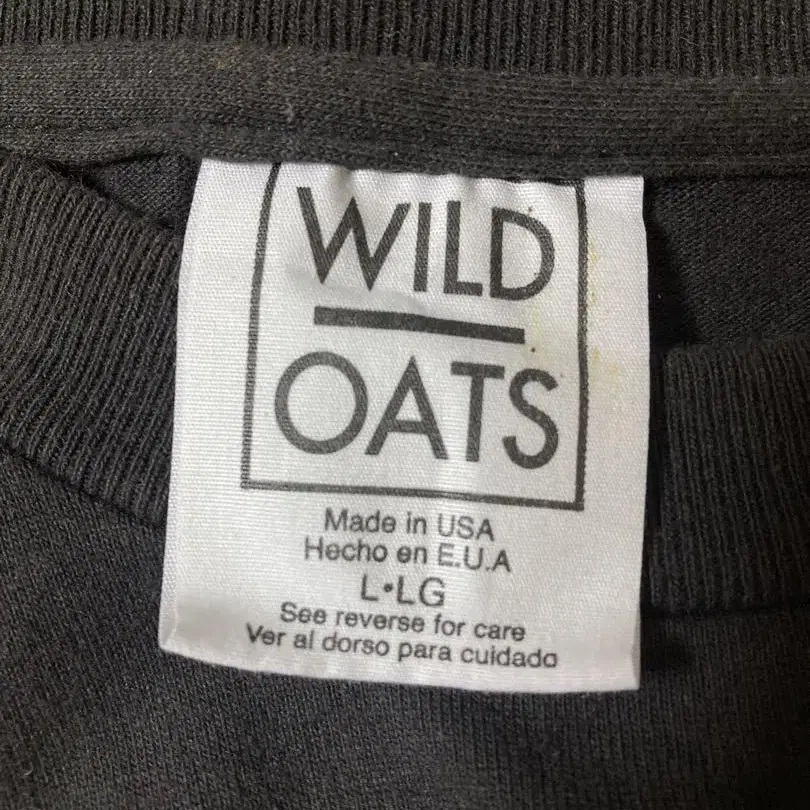 WILD
OATS
Made in USA
Hecho en E.U.A
L•LG
See reverse for care
Ver al dorso para cuidado